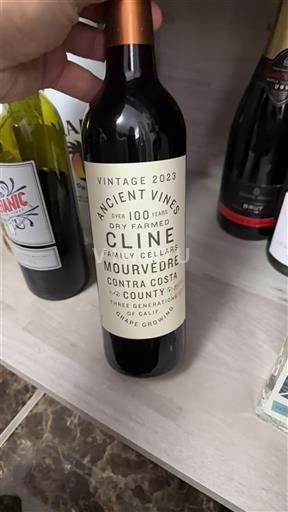 VINTAGE 2023
ANCIENT VINES
OVER 100 YEARS
DRY FARMED
CLINE
FAMILY CELLARS
MOURVÈDRE
CONTRA COSTA
COUNTY
THREE GENERATIONS
OF CALIF.
GRAPE GROWING
BRUT